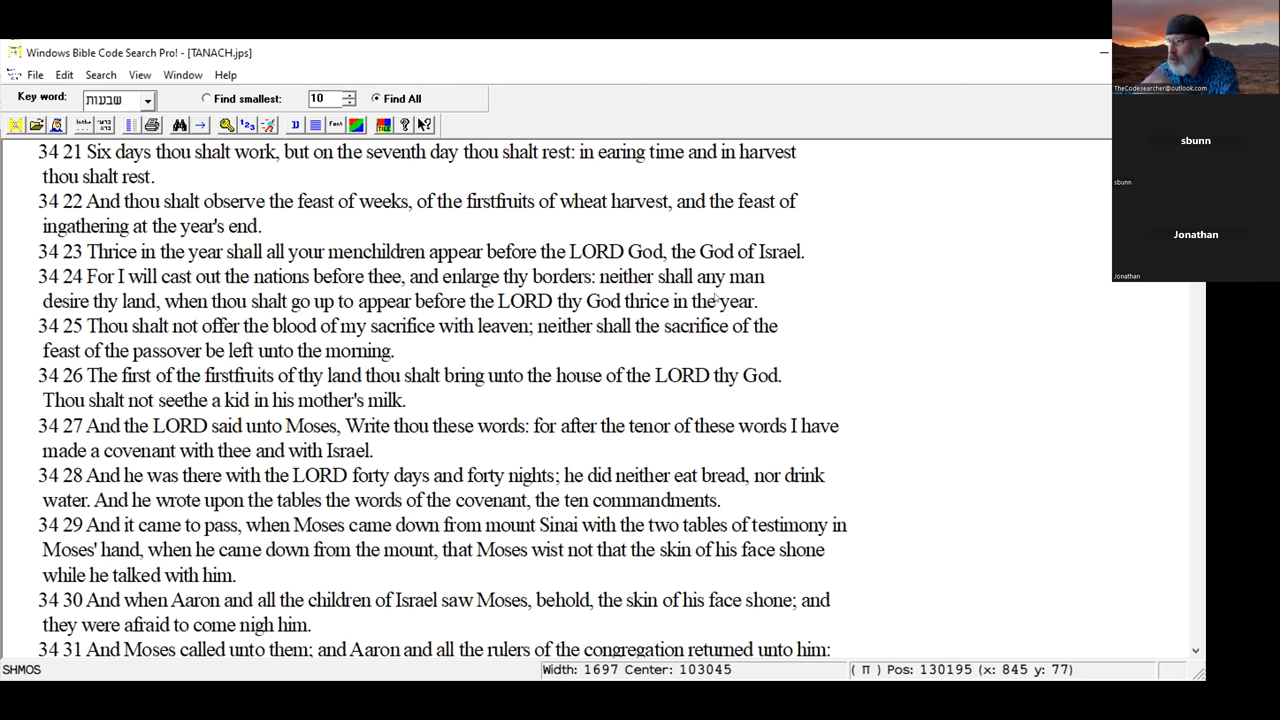 Windows Bible Code Search Pro! - [TANACH.jps]
File Edit Search View Window Help
Key word: שבעות Find smallest: 10 Find All
34 21 Six days thou shalt work, but on the seventh day thou shalt rest: in earing time and in harvest
thou shalt rest.
34 22 And thou shalt observe the feast of weeks, of the firstfruits of wheat harvest, and the feast of
ingathering at the year's end.
34 23 Thrice in the year shall all your menchildren appear before the LORD God, the God of Israel.
34 24 For I will cast out the nations before thee, and enlarge thy borders: neither shall any man
desire thy land, when thou shalt go up to appear before the LORD thy God thrice in the year.
34 25 Thou shalt not offer the blood of my sacrifice with leaven; neither shall the sacrifice of the
feast of the passover be left unto the morning.
34 26 The first of the firstfruits of thy land thou shalt bring unto the house of the LORD thy God.
Thou shalt not seethe a kid in his mother's milk.
34 27 And the LORD said unto Moses, Write thou these words: for after the tenor of these words I have
made a covenant with thee and with Israel.
34 28 And he was there with the LORD forty days and forty nights; he did neither eat bread, nor drink
water. And he wrote upon the tables the words of the covenant, the ten commandments.
34 29 And it came to pass, when Moses came down from mount Sinai with the two tables of testimony in
Moses' hand, when he came down from the mount, that Moses wist not that the skin of his face shone
while he talked with him.
34 30 And when Aaron and all the children of Israel saw Moses, behold, the skin of his face shone; and
they were afraid to come nigh him.
34 31 And Moses called unto them; and Aaron and all the rulers of the congregation returned unto him:
SHMOS Width: 1697 Center: 103045 ( π ) Pos: 130195 (x: 845 y: 77)
TheCodesearcher@outlook.com
sbunn
sbunn
Jonathan
Jonathan